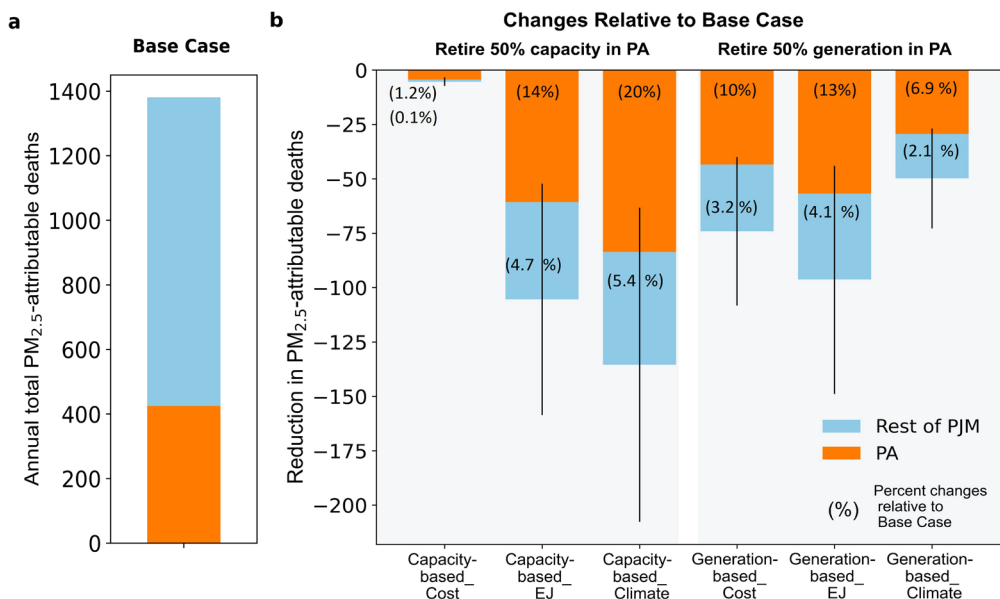 a
Base Case
Annual total PM2.5-attributable deaths
1400
1200
1000
800
600
400
200
0
b
Changes Relative to Base Case
Retire 50% capacity in PA
Retire 50% generation in PA
Reduction in PM2.5-attributable deaths
0
−25
−50
−75
−100
−125
−150
−175
−200
(1.2%)
(0.1%)
(14%)
(4.7 %)
(20%)
(5.4 %)
(10%)
(3.2 %)
(13%)
(4.1 %)
(6.9 %)
(2.1 %)
Rest of PJM
PA
(%)
Percent changes
relative to
Base Case
Capacity-
based_
Cost
Capacity-
based_
EJ
Capacity-
based_
Climate
Generation-
based_
Cost
Generation-
based_
EJ
Generation-
based_
Climate